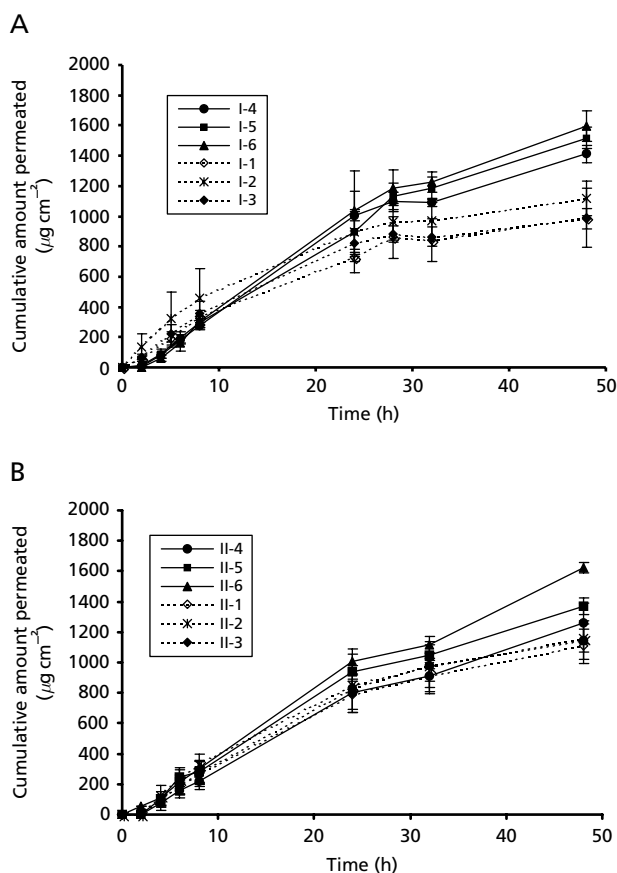 A
2000
1800
1600
1400
1200
1000
800
600
400
200
0
Cumulative amount permeated
(μg cm⁻²)
I-4
I-5
I-6
I-1
I-2
I-3
0 10 20 30 40 50
Time (h)
B
2000
1800
1600
1400
1200
1000
800
600
400
200
0
Cumulative amount permeated
(μg cm⁻²)
II-4
II-5
II-6
II-1
II-2
II-3
0 10 20 30 40 50
Time (h)